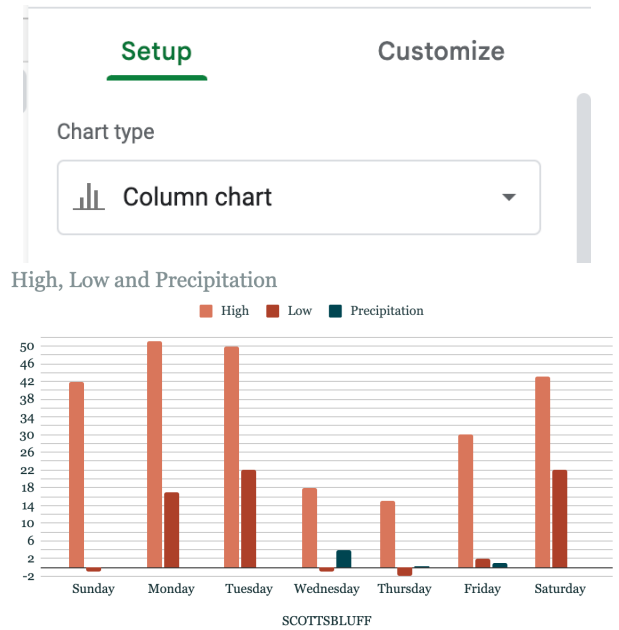 Setup Customize
Chart type
Column chart
High, Low and Precipitation
High Low Precipitation
50
46
42
38
34
30
26
22
18
14
10
6
2
-2
Sunday Monday Tuesday Wednesday Thursday Friday Saturday
SCOTTSBLUFF